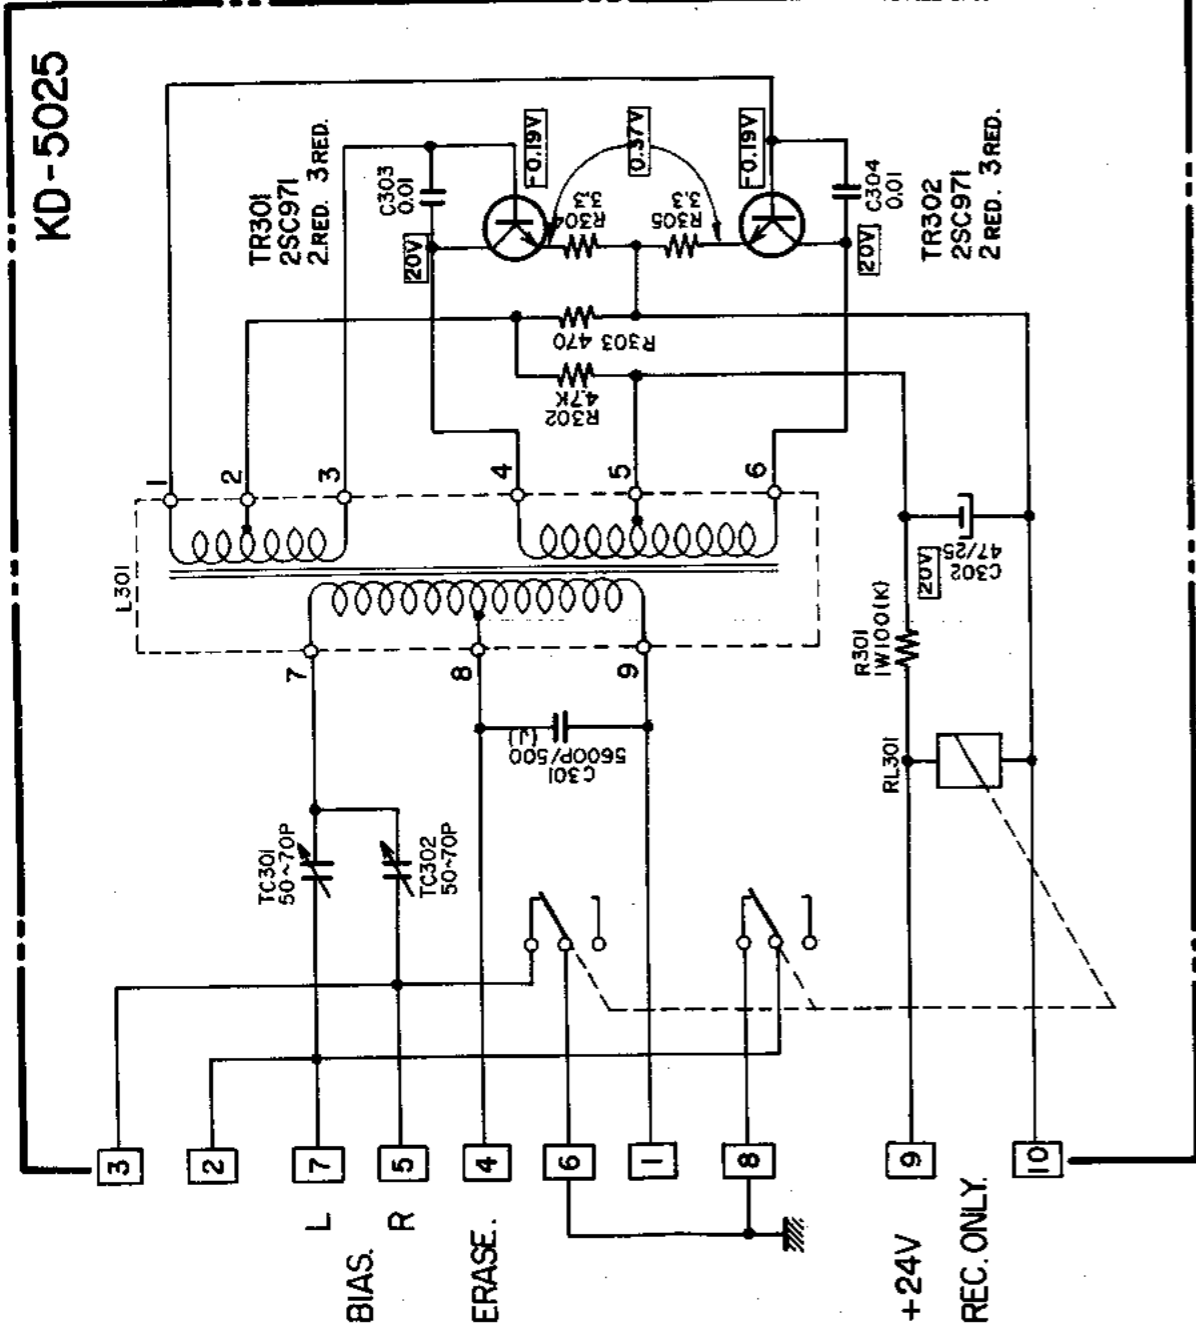 KD-5025
TR301
2SC971
2.RED. 3RED.
C303
0.01
-0.19V
20V
R304
3.3
0.37V
R305
3.3
-0.19V
C304
0.01
20V
TR302
2SC971
2 RED. 3 RED.
R303 470
R302
4.7K
1
2
3
4
5
6
L301
7
8
9
C301
5600P/500
(J)
R301
1W100(K)
20V
C302
47/25
RL301
TC301
50~70P
TC302
50~70P
3
2
7
5
4
6
1
8
9
10
L
R
BIAS.
ERASE.
+24V
REC. ONLY.